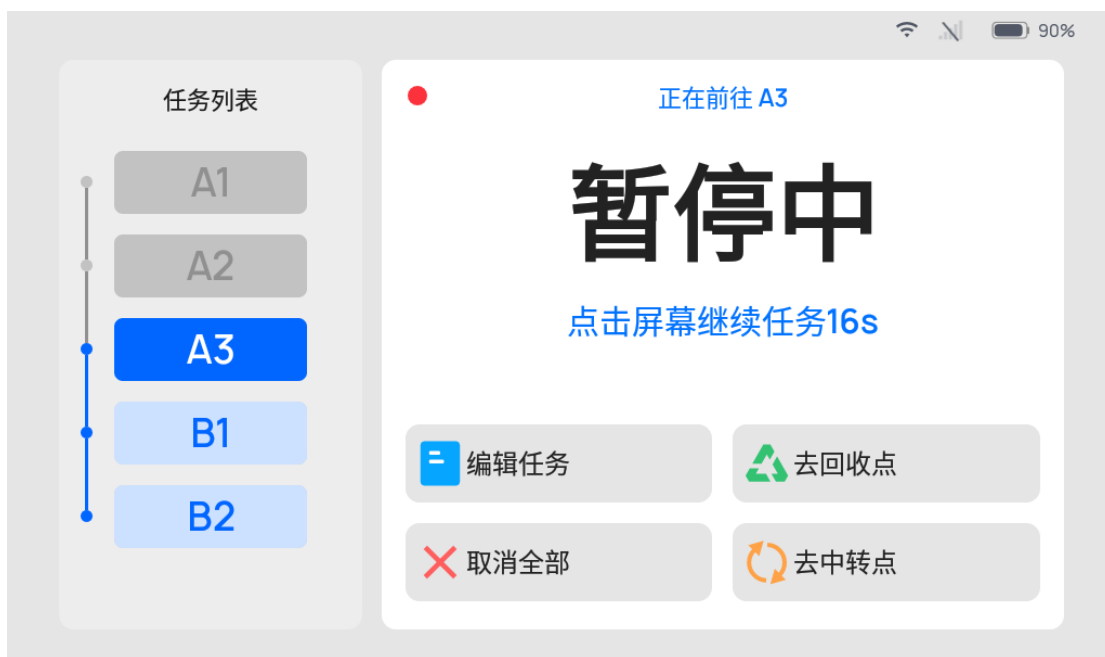 90%
任务列表
A1
A2
A3
B1
B2
正在前往 A3
暂停中
点击屏幕继续任务16s
编辑任务
去回收点
取消全部
去中转点